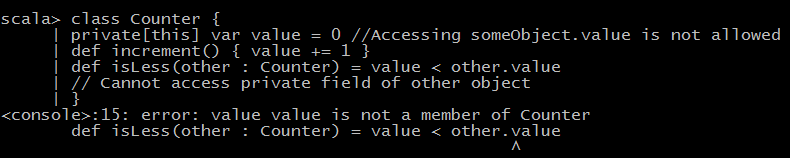 scala> class Counter {
     | private[this] var value = 0 //Accessing someObject.value is not allowed
     | def increment() { value += 1 }
     | def isLess(other : Counter) = value < other.value
     | // Cannot access private field of other object
     | }
<console>:15: error: value value is not a member of Counter
       def isLess(other : Counter) = value < other.value
                                                   ^